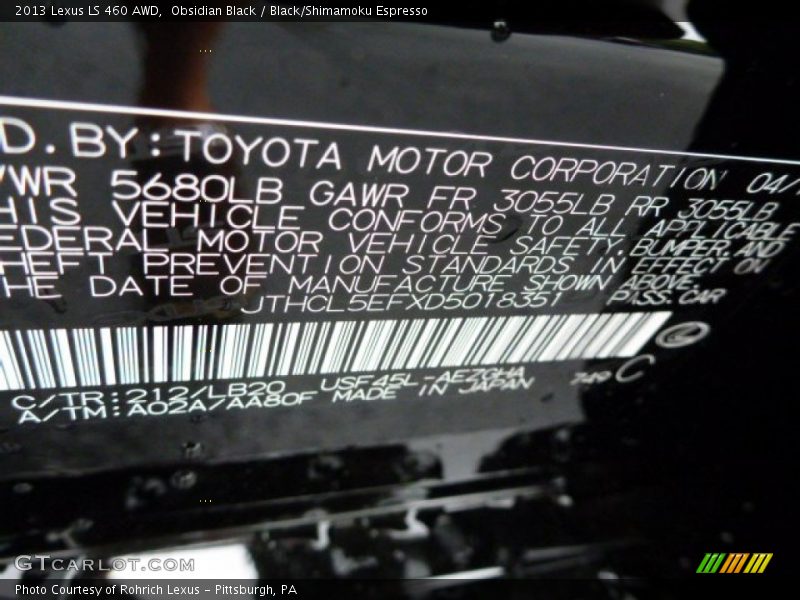 2013 Lexus LS 460 AWD, Obsidian Black / Black/Shimamoku Espresso
D. BY: TOYOTA MOTOR CORPORATION 04/
VWR 5680LB GAWR FR 3055LB RR 3055LB
HIS VEHICLE CONFORMS TO ALL APPLICABLE
EDERAL MOTOR VEHICLE SAFETY, BUMPER, AND
HEFT PREVENTION STANDARDS IN EFFECT ON
HE DATE OF MANUFACTURE SHOWN ABOVE.
JTHCL5EFXD5018351 PASS. CAR
C/TR: 212/LB20 USF45L-AEZGHA
A/TM: A02A/AA80F MADE IN JAPAN 749 C
GTCARLOT.COM
Photo Courtesy of Rohrich Lexus - Pittsburgh, PA